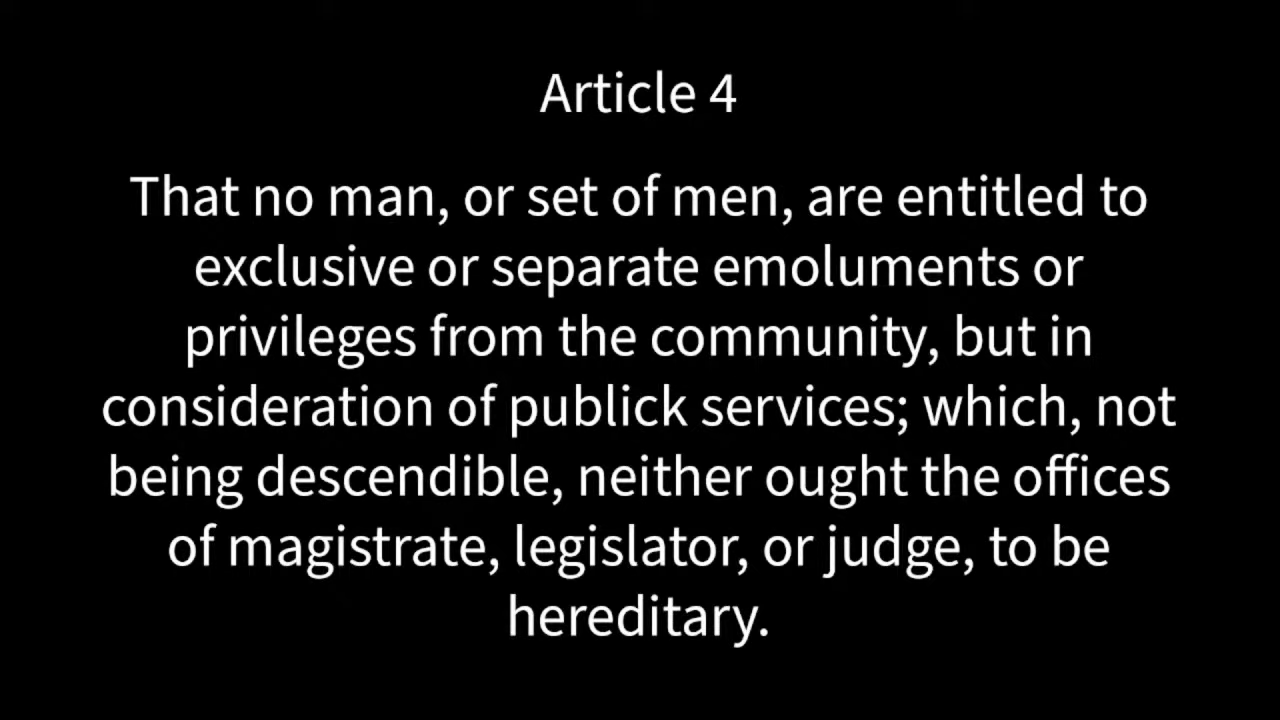 Article 4
That no man, or set of men, are entitled to
exclusive or separate emoluments or
privileges from the community, but in
consideration of publick services; which, not
being descendible, neither ought the offices
of magistrate, legislator, or judge, to be
hereditary.